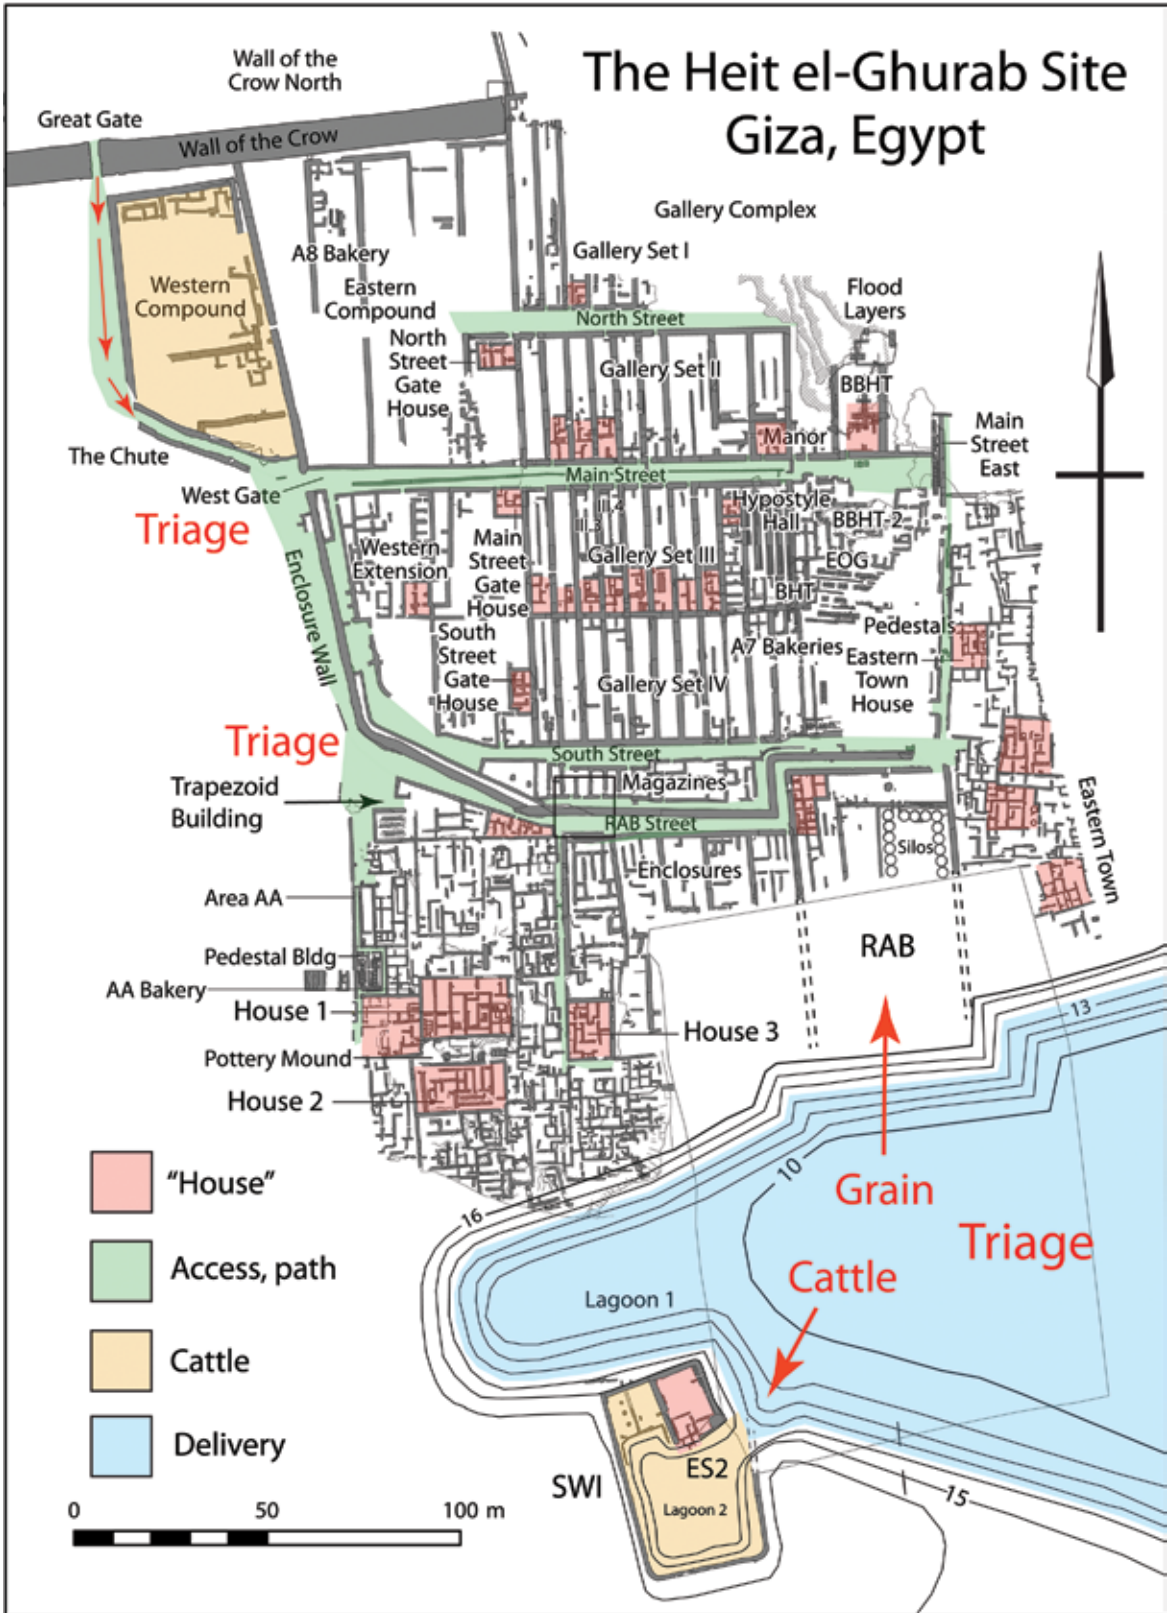 The Heit el-Ghurab Site
Giza, Egypt
Wall of the
Crow North
Great Gate
Wall of the Crow
Gallery Complex
A8 Bakery
Gallery Set I
Western
Compound
Eastern
Compound
Flood
Layers
North Street
North
Street
Gate
House
Gallery Set II
BBHT
Manor
Main
Street
East
The Chute
Main Street
West Gate
Triage
III.4
III.3
Hypostyle
Hall
BBHT-2
Western
Extension
Main
Street
Gate
House
Gallery Set III
EOG
BHT
Enclosure Wall
South
Street
Gate
House
Pedestals
A7 Bakeries
Eastern
Town
House
Gallery Set IV
Triage
South Street
Magazines
Trapezoid
Building
RAB Street
Silos
Eastern Town
Enclosures
Area AA
RAB
Pedestal Bldg
AA Bakery
House 1
House 3
13
Pottery Mound
House 2
10
"House"
Grain
16
Triage
Access, path
Cattle
Lagoon 1
Cattle
Delivery
ES2
SWI
Lagoon 2
15
0 50 100 m